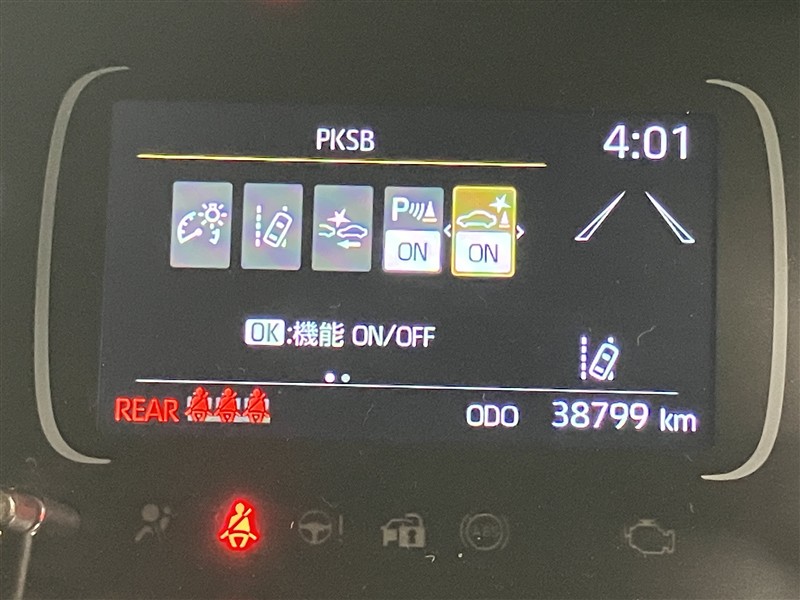 PKSB
4:01
P
ON
ON
OK:機能 ON/OFF
REAR
ODO 38799 km